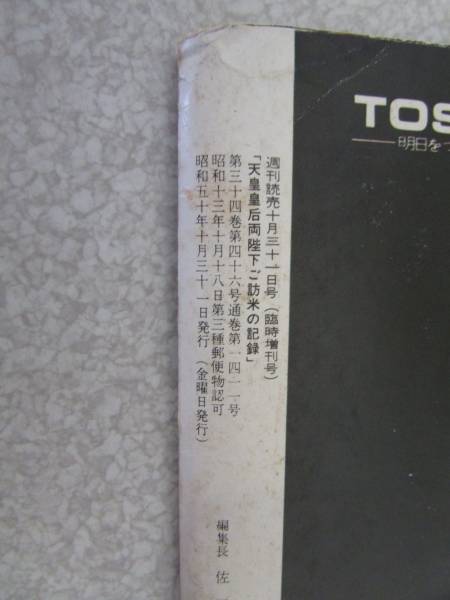 週刊読売十月三十一日号（臨時増刊号）
「天皇皇后両陛下ご訪米の記録」
第三十四巻第四十六号通巻第一四一一号
昭和十三年十月十八日第三種郵便物認可
昭和五十年十月三十一日発行（金曜日発行）
編集長 佐
TOS
明日をつ